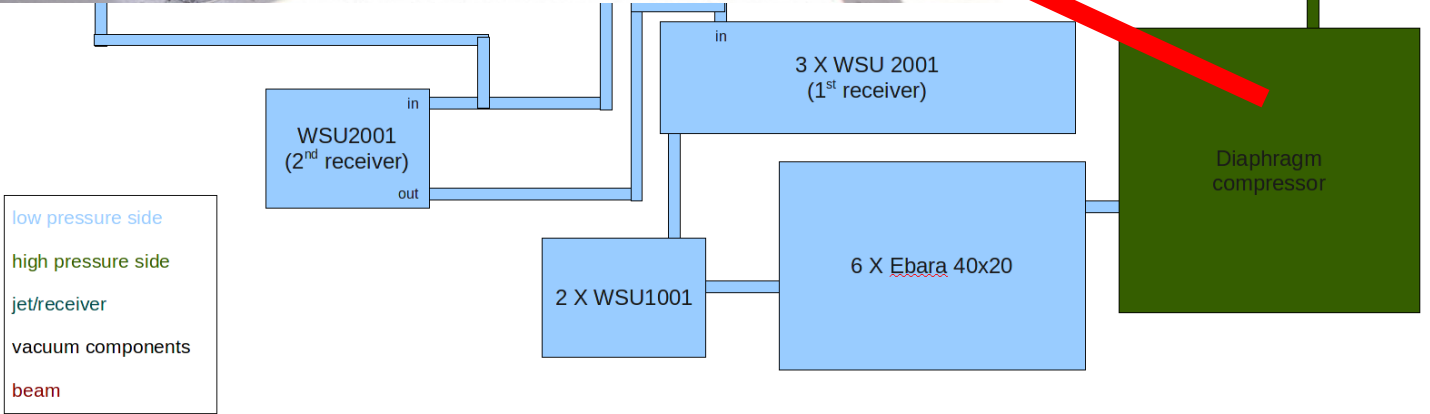 in
3 X WSU 2001
(1st receiver)
in
WSU2001
(2nd receiver)
out
Diaphragm
compressor
low pressure side
high pressure side
jet/receiver
vacuum components
beam
2 X WSU1001
6 X Ebara 40x20